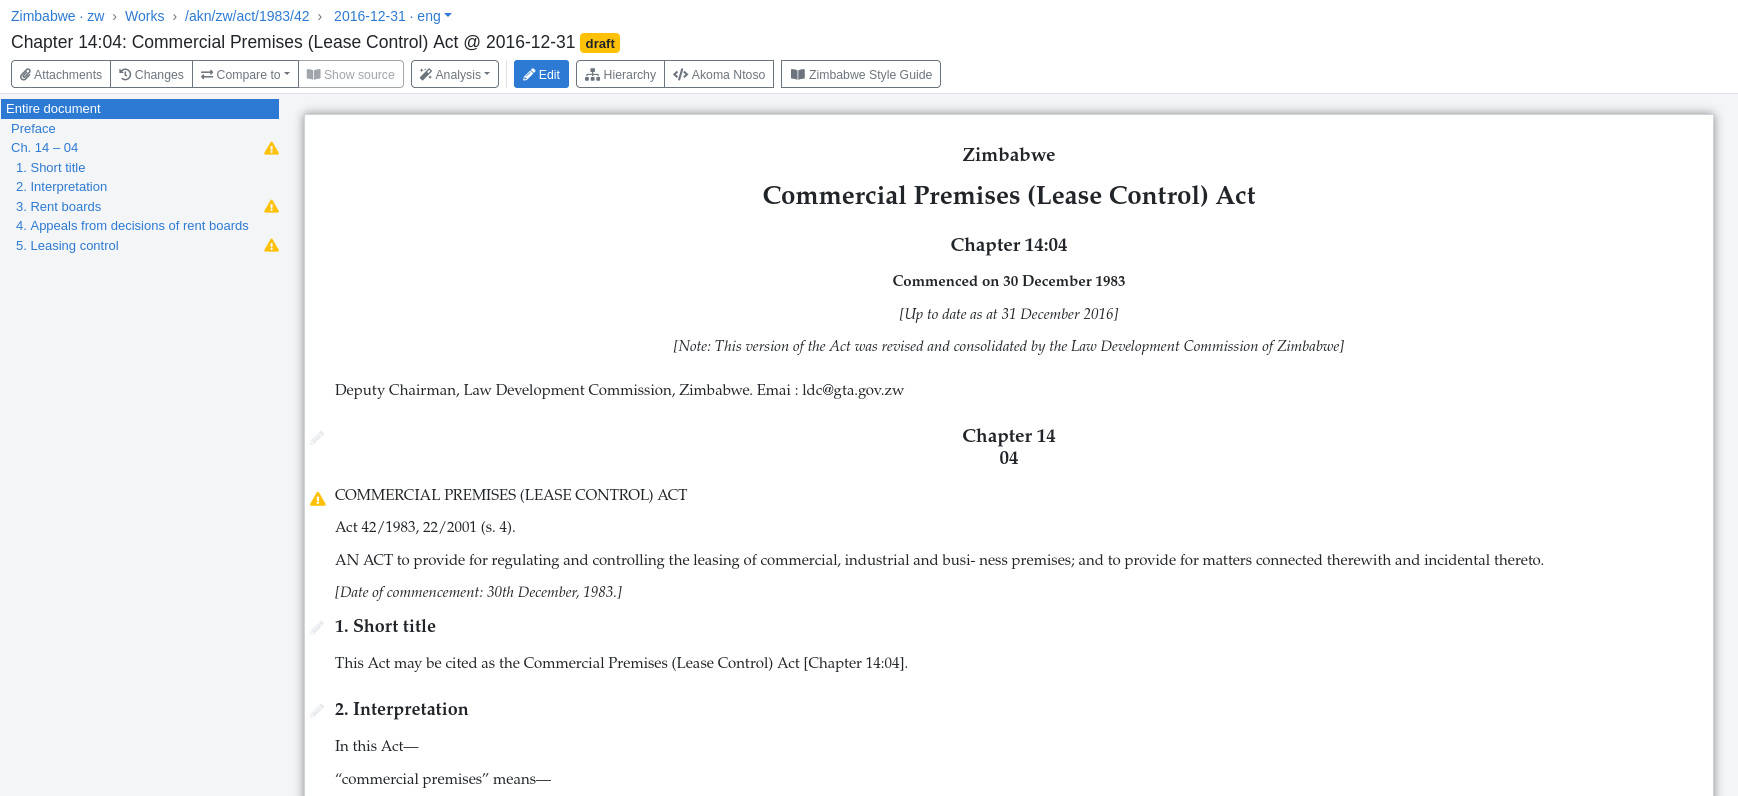 Zimbabwe · zw › Works › /akn/zw/act/1983/42 › 2016-12-31 · eng
Chapter 14:04: Commercial Premises (Lease Control) Act @ 2016-12-31 draft
Attachments Changes Compare to Show source Analysis Edit Hierarchy Akoma Ntoso Zimbabwe Style Guide
Entire document
Preface
Ch. 14 – 04
1. Short title
2. Interpretation
3. Rent boards
4. Appeals from decisions of rent boards
5. Leasing control
Zimbabwe
Commercial Premises (Lease Control) Act
Chapter 14:04
Commenced on 30 December 1983
[Up to date as at 31 December 2016]
[Note: This version of the Act was revised and consolidated by the Law Development Commission of Zimbabwe]
Deputy Chairman, Law Development Commission, Zimbabwe. Emai : ldc@gta.gov.zw
Chapter 14
04
COMMERCIAL PREMISES (LEASE CONTROL) ACT
Act 42/1983, 22/2001 (s. 4).
AN ACT to provide for regulating and controlling the leasing of commercial, industrial and busi- ness premises; and to provide for matters connected therewith and incidental thereto.
[Date of commencement: 30th December, 1983.]
1. Short title
This Act may be cited as the Commercial Premises (Lease Control) Act [Chapter 14:04].
2. Interpretation
In this Act—
“commercial premises” means—